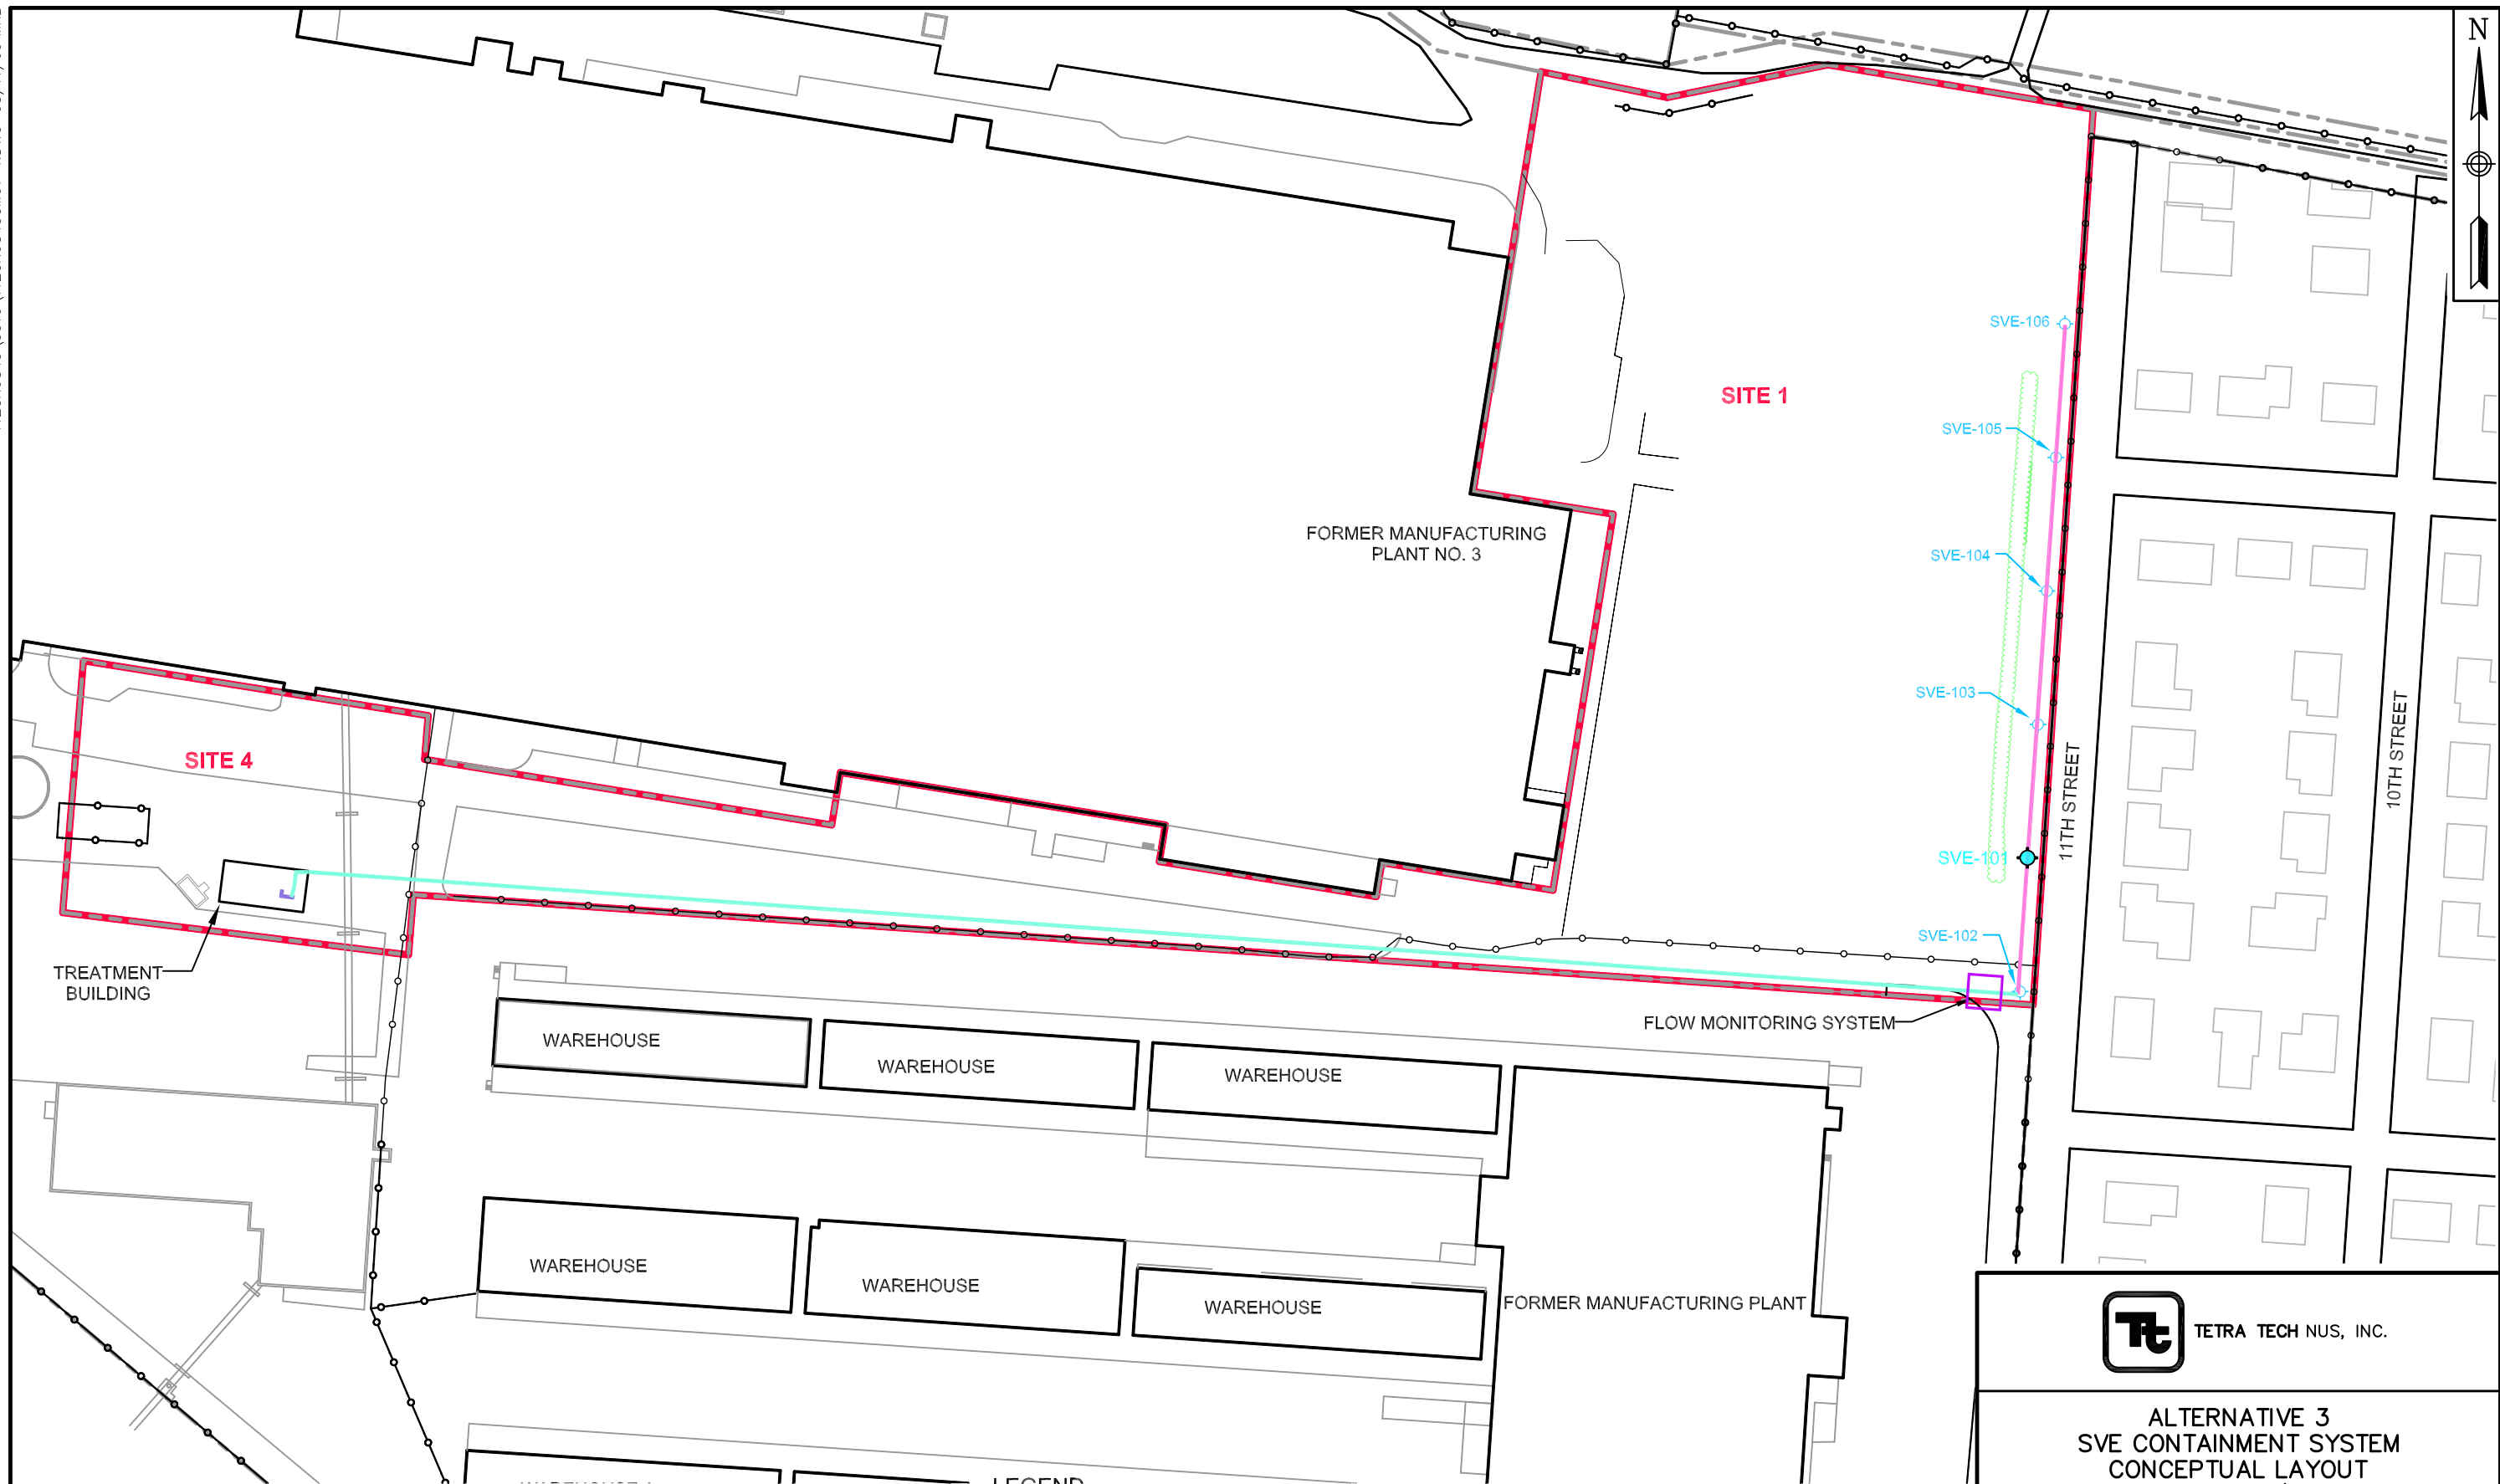 N
SVE-106
SITE 1
SVE-105
FORMER MANUFACTURING
PLANT NO. 3
SVE-104
SVE-103
10TH STREET
SITE 4
11TH STREET
SVE-101
SVE-102
TREATMENT
BUILDING
FLOW MONITORING SYSTEM
WAREHOUSE
WAREHOUSE
WAREHOUSE
WAREHOUSE
WAREHOUSE
WAREHOUSE
FORMER MANUFACTURING PLANT
Tt
TETRA TECH NUS, INC.
ALTERNATIVE 3
SVE CONTAINMENT SYSTEM
CONCEPTUAL LAYOUT
LEGEND